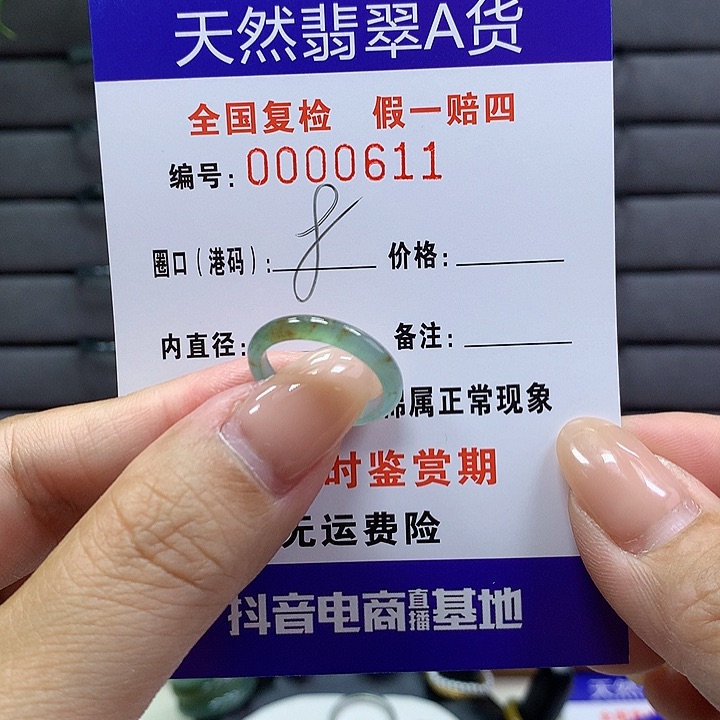 天然翡翠A货
全国复检 假一赔四
编号: 0000611
圈口（港码）: 8 价格:
内直径: 备注:
属正常现象
时鉴赏期
元运费险
抖音电商直播基地
天然